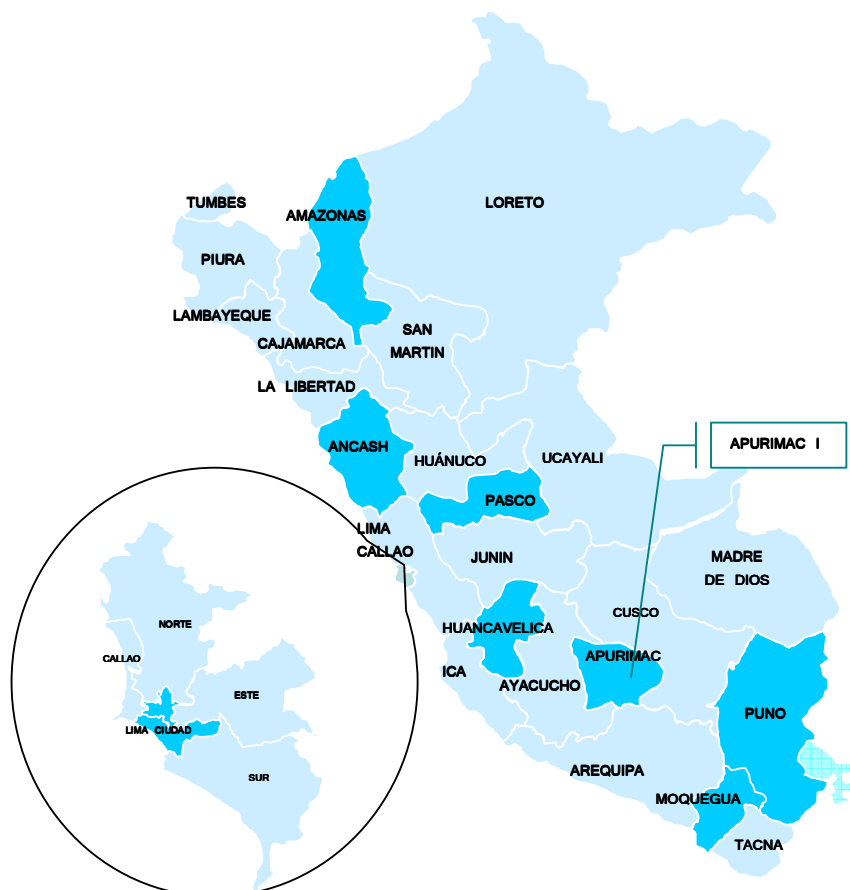 TUMBES
AMAZONAS
LORETO
PIURA
LAMBAYEQUE
SAN
MARTIN
CAJAMARCA
LA LIBERTAD
ANCASH
HUÁNUCO
UCAYALI
APURIMAC I
PASCO
LIMA
CALLAO
JUNIN
MADRE
DE DIOS
CUSCO
HUANCAVELICA
APURIMAC
ICA
AYACUCHO
PUNO
AREQUIPA
MOQUEGUA
TACNA
NORTE
CALLAO
ESTE
LIMA CIUDAD
SUR